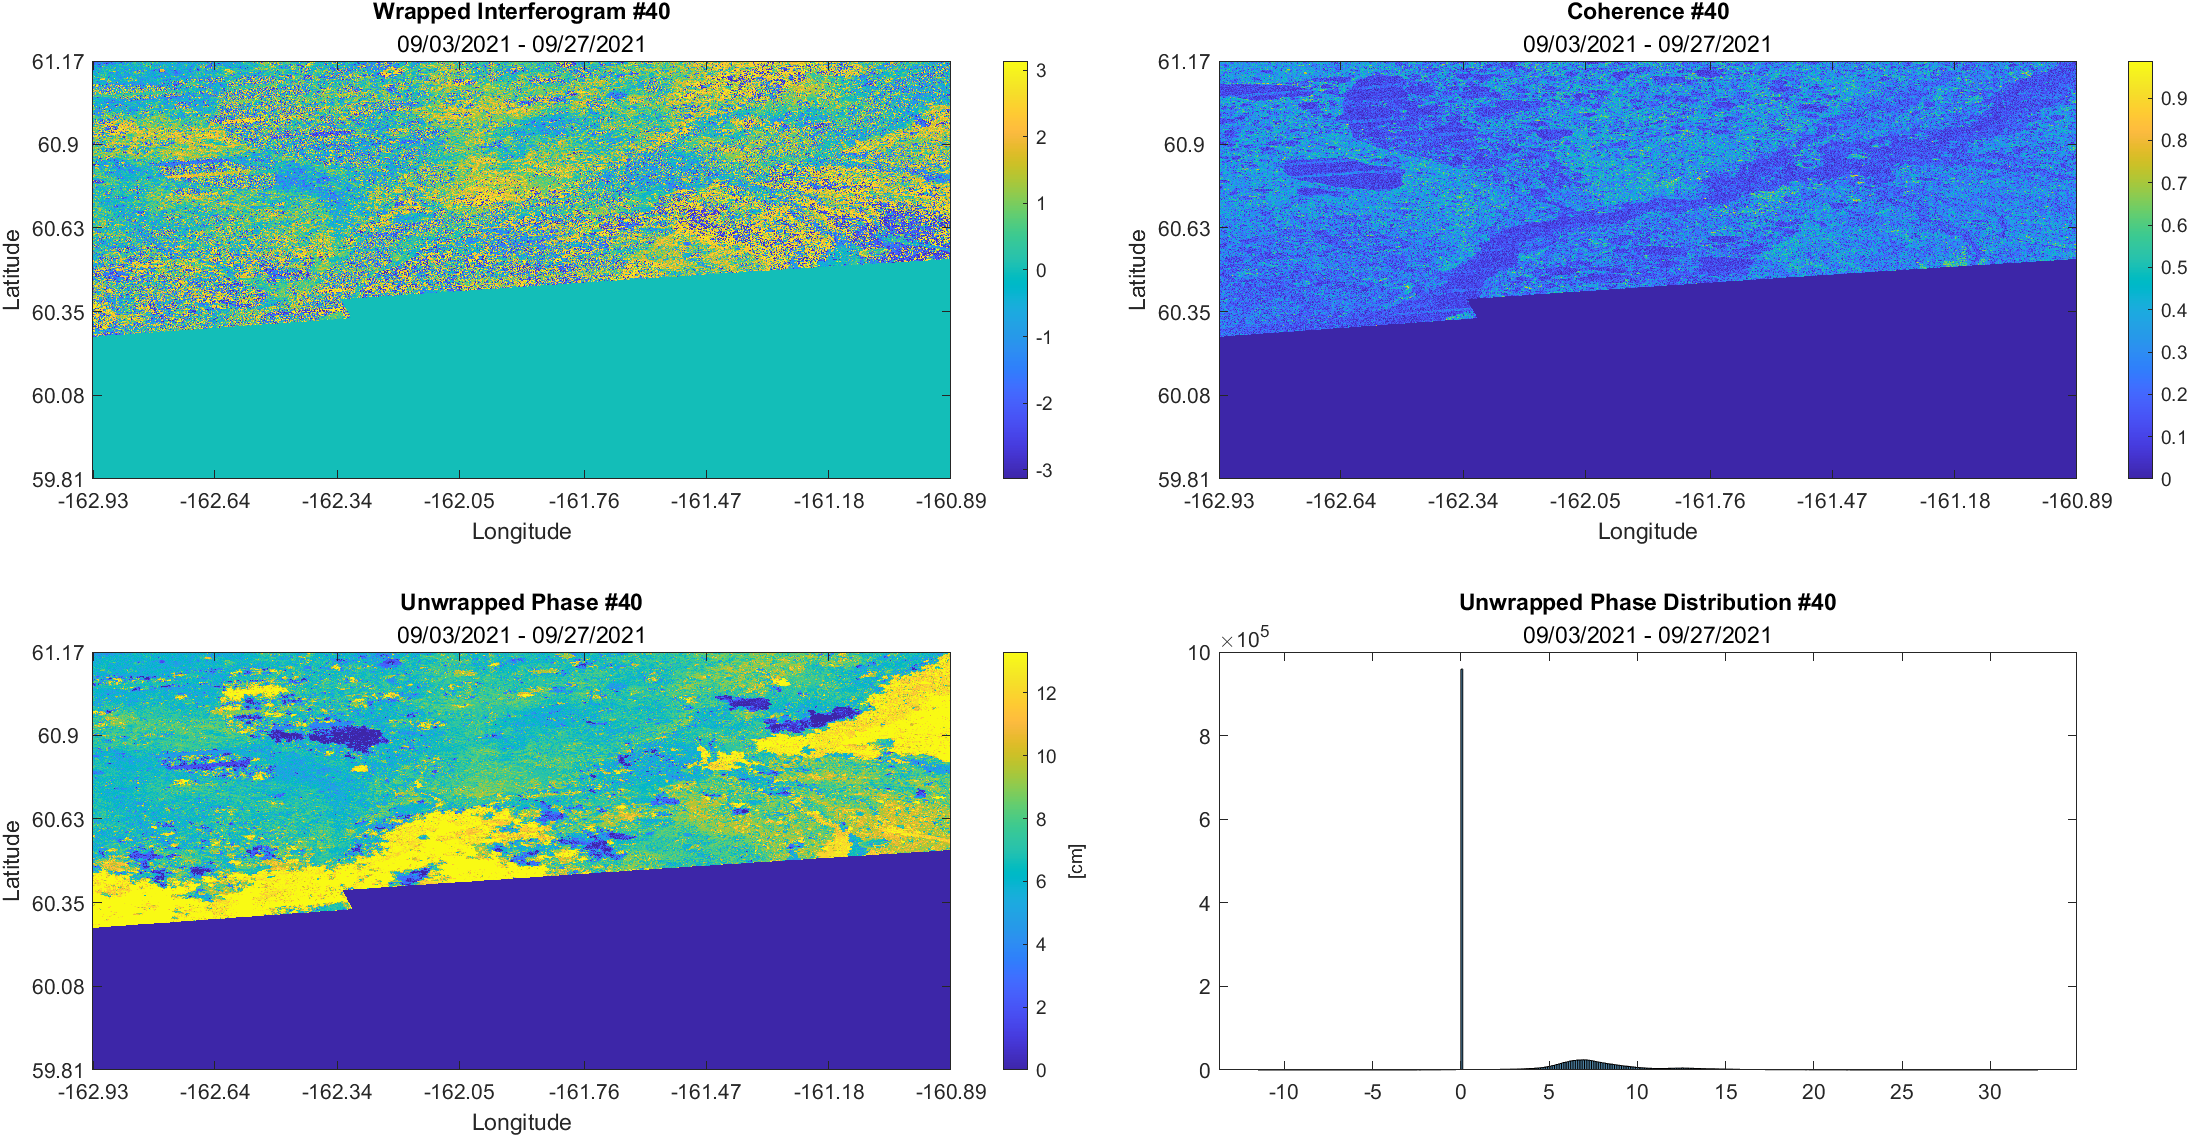 Wrapped Interferogram #40
09/03/2021 - 09/27/2021
61.17
60.9
60.63
60.35
60.08
59.81
Latitude
-162.93 -162.64 -162.34 -162.05 -161.76 -161.47 -161.18 -160.89
Longitude
3
2
1
0
-1
-2
-3
Coherence #40
09/03/2021 - 09/27/2021
61.17
60.9
60.63
60.35
60.08
59.81
Latitude
-162.93 -162.64 -162.34 -162.05 -161.76 -161.47 -161.18 -160.89
Longitude
0.9
0.8
0.7
0.6
0.5
0.4
0.3
0.2
0.1
0
Unwrapped Phase #40
09/03/2021 - 09/27/2021
61.17
60.9
60.63
60.35
60.08
59.81
Latitude
-162.93 -162.64 -162.34 -162.05 -161.76 -161.47 -161.18 -160.89
Longitude
12
10
8
6
4
2
0
[cm]
Unwrapped Phase Distribution #40
09/03/2021 - 09/27/2021
×10⁵
10
8
6
4
2
0
-10 -5 0 5 10 15 20 25 30